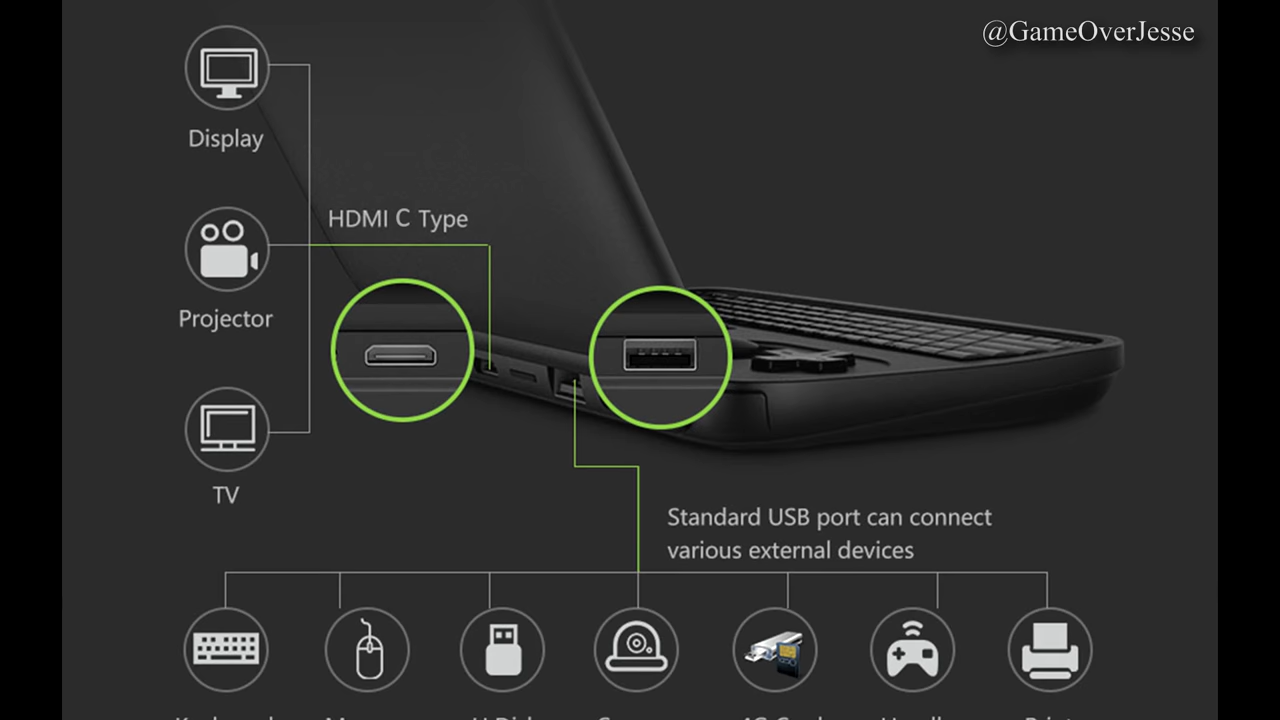 @GameOverJesse
Display
HDMI C Type
Projector
TV
Standard USB port can connect
various external devices